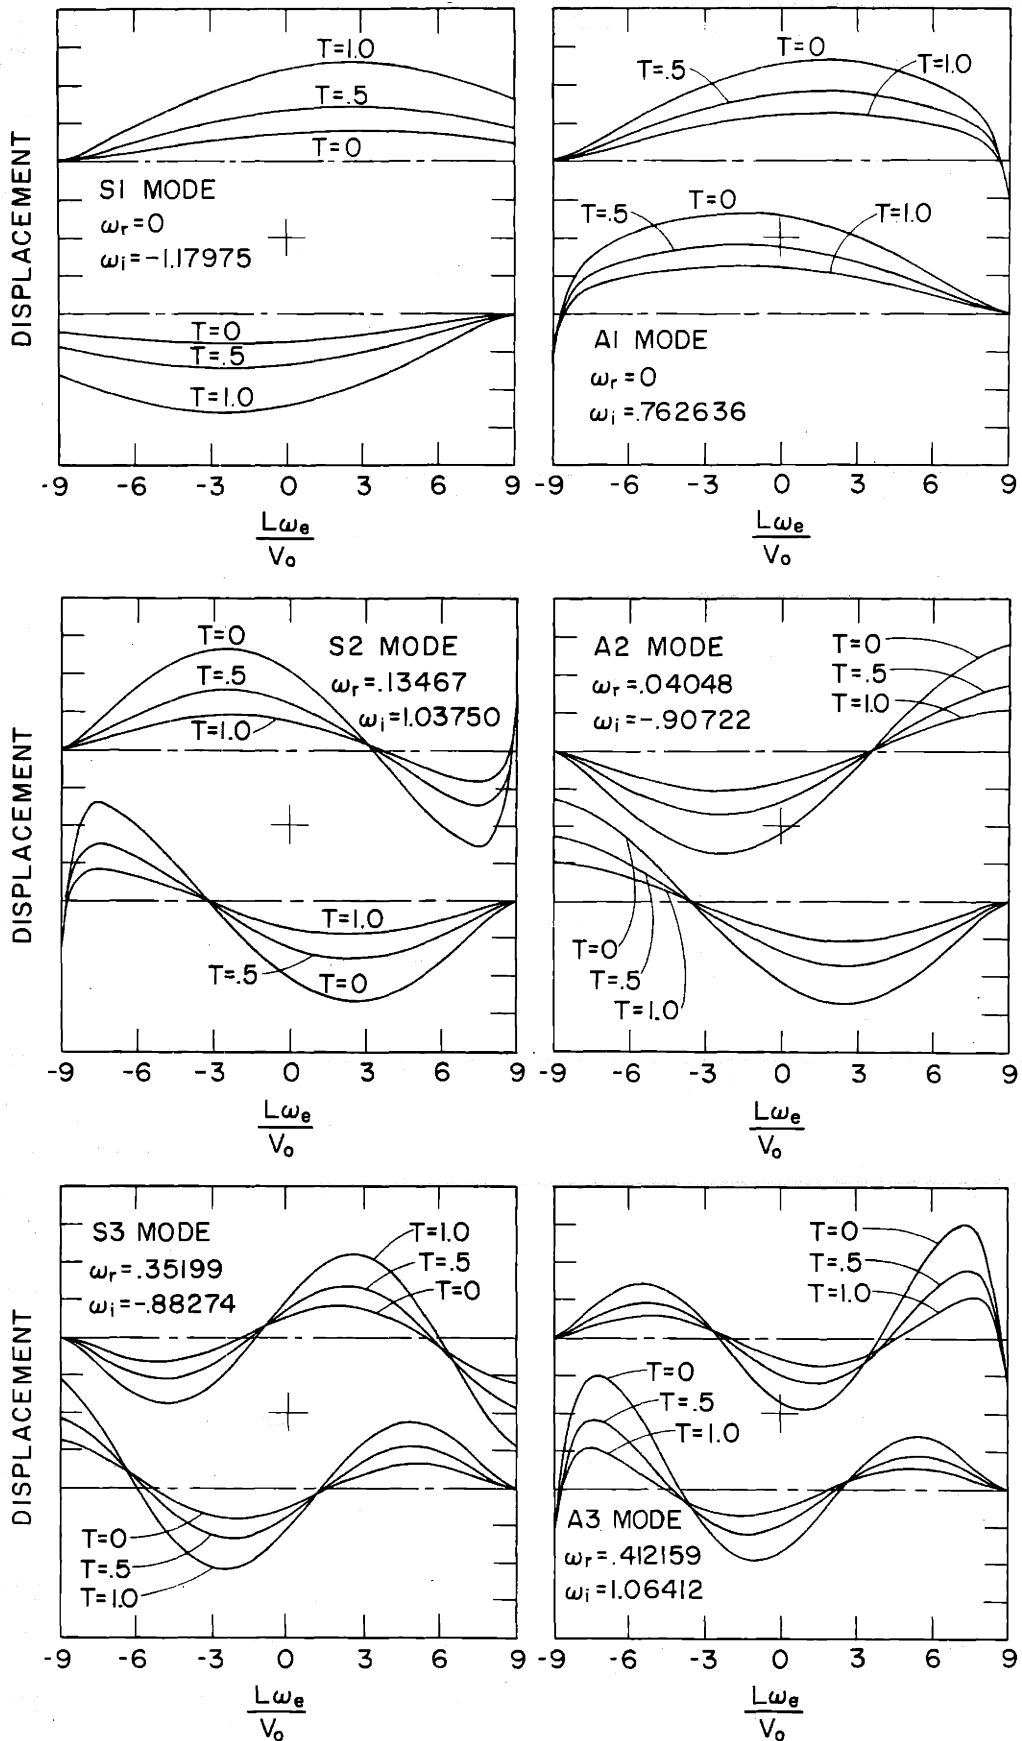 DISPLACEMENT
T=1.0
T=.5
T=0
S1 MODE
ωr=0
ωi=-1.17975
T=0
T=.5
T=1.0
-9 -6 -3 0 3 6 9
Lωe
Vo
T=0
T=.5
T=1.0
T=0
T=.5
T=1.0
A1 MODE
ωr=0
ωi=.762636
-9 -6 -3 0 3 6 9
Lωe
Vo
DISPLACEMENT
T=0
T=.5
T=1.0
S2 MODE
ωr=.13467
ωi=1.03750
T=1.0
T=.5
T=0
-9 -6 -3 0 3 6 9
Lωe
Vo
A2 MODE
ωr=.04048
ωi=-.90722
T=0
T=.5
T=1.0
T=0
T=.5
T=1.0
-9 -6 -3 0 3 6 9
Lωe
Vo
DISPLACEMENT
S3 MODE
ωr=.35199
ωi=-.88274
T=1.0
T=.5
T=0
T=0
T=.5
T=1.0
-9 -6 -3 0 3 6 9
Lωe
Vo
T=0
T=.5
T=1.0
T=0
T=.5
T=1.0
A3 MODE
ωr=.412159
ωi=1.06412
-9 -6 -3 0 3 6 9
Lωe
Vo